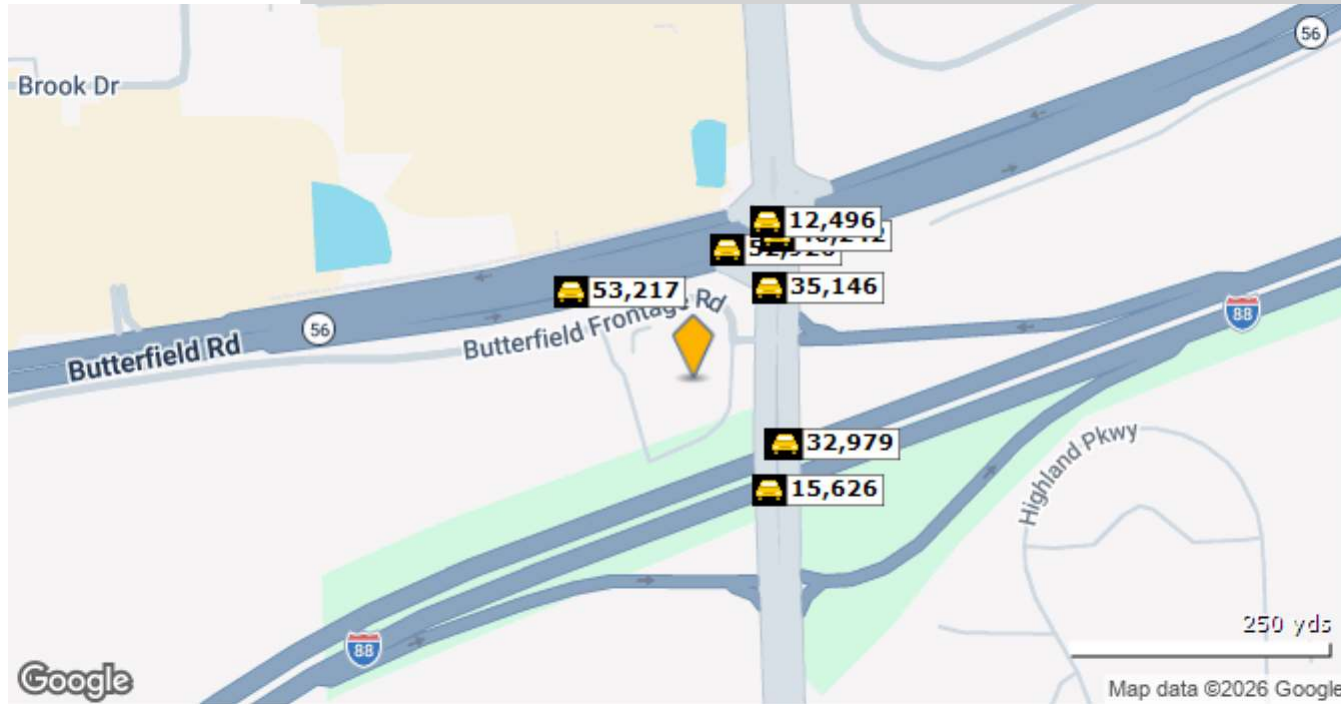 56
Brook Dr
12,496
53,217
35,146
Butterfield Frontage Rd
88
56
Butterfield Rd
32,979
Highland Pkwy
15,626
250 yds
88
Google
Map data ©2026 Google